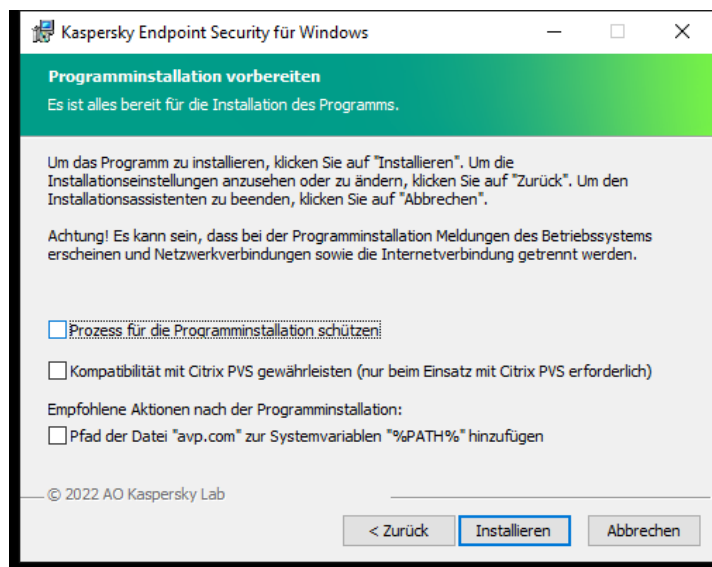 Kaspersky Endpoint Security für Windows
Programminstallation vorbereiten
Es ist alles bereit für die Installation des Programms.
Um das Programm zu installieren, klicken Sie auf "Installieren". Um die
Installationseinstellungen anzusehen oder zu ändern, klicken Sie auf "Zurück". Um den
Installationsassistenten zu beenden, klicken Sie auf "Abbrechen".
Achtung! Es kann sein, dass bei der Programminstallation Meldungen des Betriebssystems
erscheinen und Netzwerkverbindungen sowie die Internetverbindung getrennt werden.
Prozess für die Programminstallation schützen
Kompatibilität mit Citrix PVS gewährleisten (nur beim Einsatz mit Citrix PVS erforderlich)
Empfohlene Aktionen nach der Programminstallation:
Pfad der Datei "avp.com" zur Systemvariablen "%PATH%" hinzufügen
© 2022 AO Kaspersky Lab
< Zurück Installieren Abbrechen